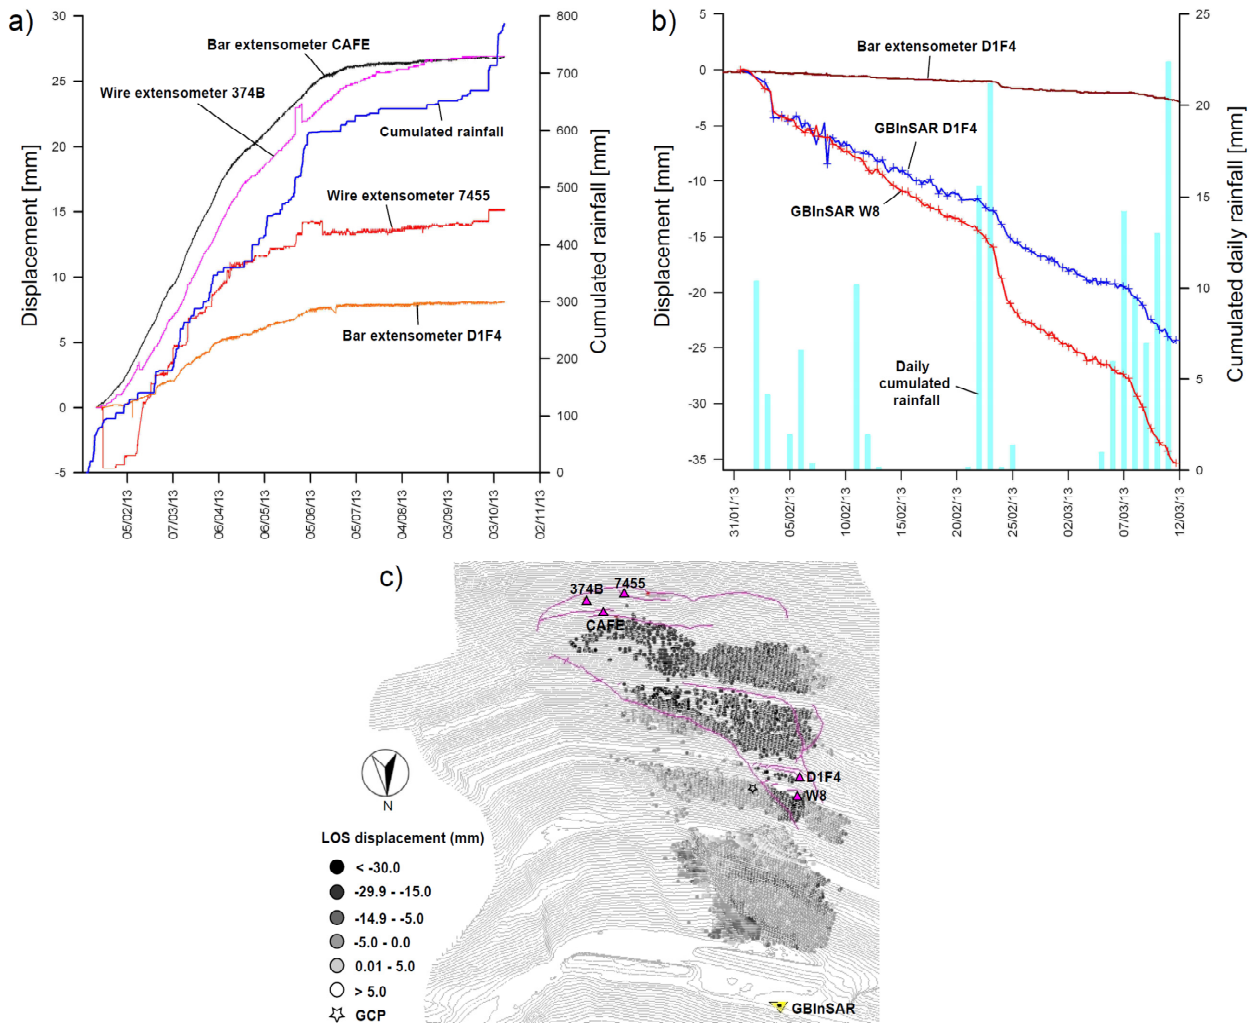 a)
Displacement [mm]
30
25
20
15
10
5
0
-5
800
700
600
500
400
300
200
100
0
Cumulated rainfall [mm]
Bar extensometer CAFE
Wire extensometer 374B
Cumulated rainfall
Wire extensometer 7455
Bar extensometer D1F4
05/02/13
07/03/13
06/04/13
06/05/13
05/06/13
05/07/13
04/08/13
03/09/13
03/10/13
02/11/13
b)
Displacement [mm]
5
0
-5
-10
-15
-20
-25
-30
-35
25
20
15
10
5
0
Cumulated daily rainfall [mm]
Bar extensometer D1F4
GBInSAR D1F4
GBInSAR W8
Daily
cumulated
rainfall
31/01/13
05/02/13
10/02/13
15/02/13
20/02/13
25/02/13
02/03/13
07/03/13
12/03/13
c)
374B
7455
CAFE
D1F4
W8
N
LOS displacement (mm)
< -30.0
-29.9 - -15.0
-14.9 - -5.0
-5.0 - 0.0
0.01 - 5.0
> 5.0
GCP
GBInSAR